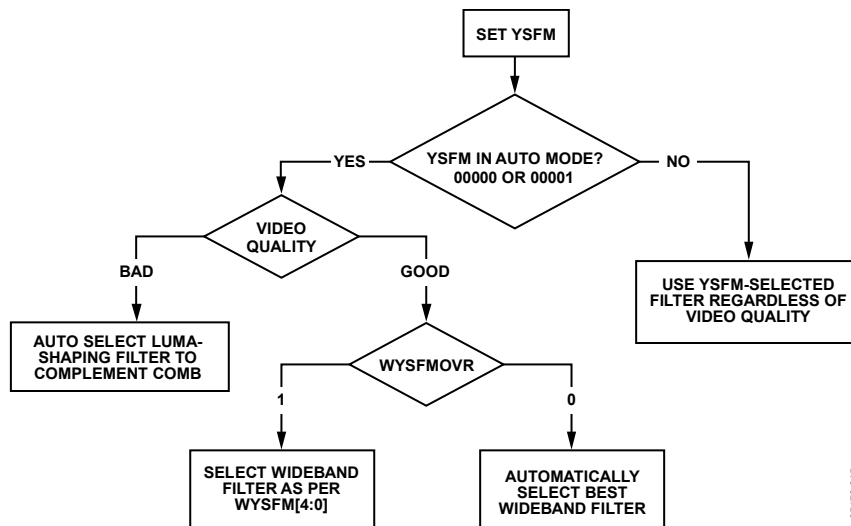 SET YSFM
YSFM IN AUTO MODE?
00000 OR 00001
YES
NO
VIDEO
QUALITY
BAD
GOOD
USE YSFM-SELECTED
FILTER REGARDLESS OF
VIDEO QUALITY
AUTO SELECT LUMA-
SHAPING FILTER TO
COMPLEMENT COMB
WYSFMOVR
1
0
SELECT WIDEBAND
FILTER AS PER
WYSFM[4:0]
AUTOMATICALLY
SELECT BEST
WIDEBAND FILTER